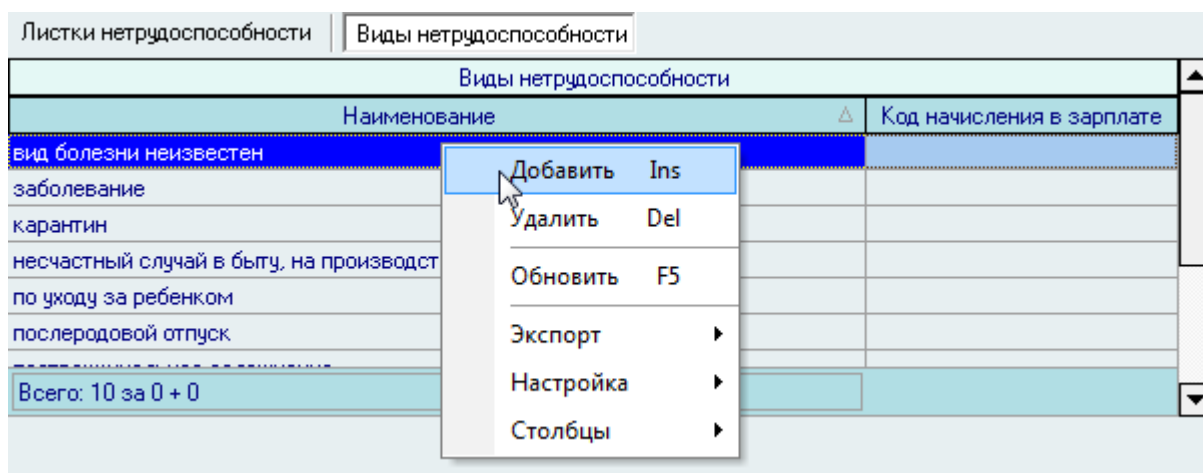 Листки нетрудоспособности Виды нетрудоспособности
Виды нетрудоспособности
Наименование Код начисления в зарплате
вид болезни неизвестен
заболевание
карантин
несчастный случай в быту, на производст
по уходу за ребенком
послеродовой отпуск
Всего: 10 за 0 + 0
Добавить Ins
Удалить Del
Обновить F5
Экспорт
Настройка
Столбцы